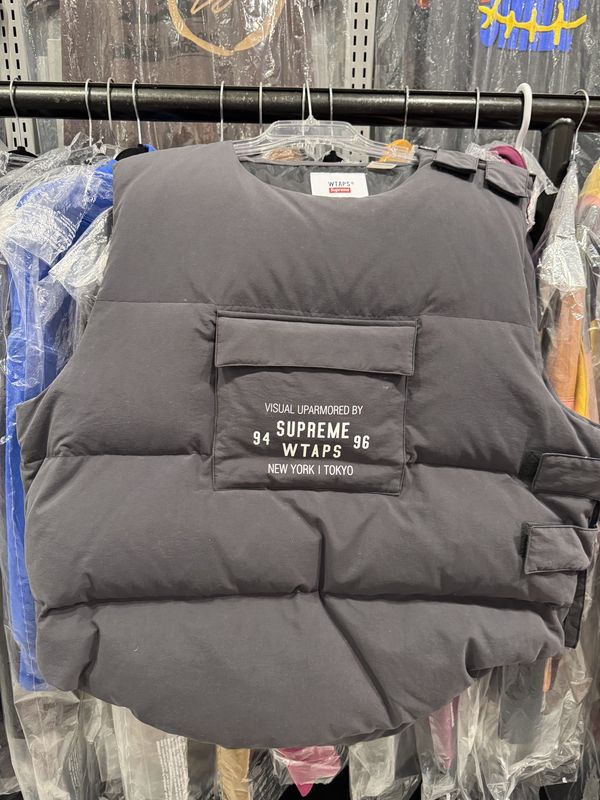 WTAPS®
Supreme
VISUAL UPARMORED BY
94 SUPREME 96
WTAPS
NEW YORK | TOKYO